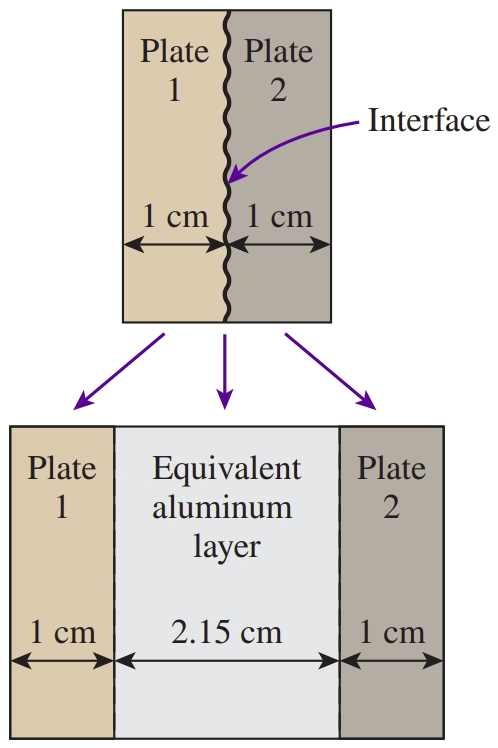 Plate
1
Plate
2
Interface
1 cm
1 cm
Plate
1
Equivalent
aluminum
layer
Plate
2
1 cm
2.15 cm
1 cm